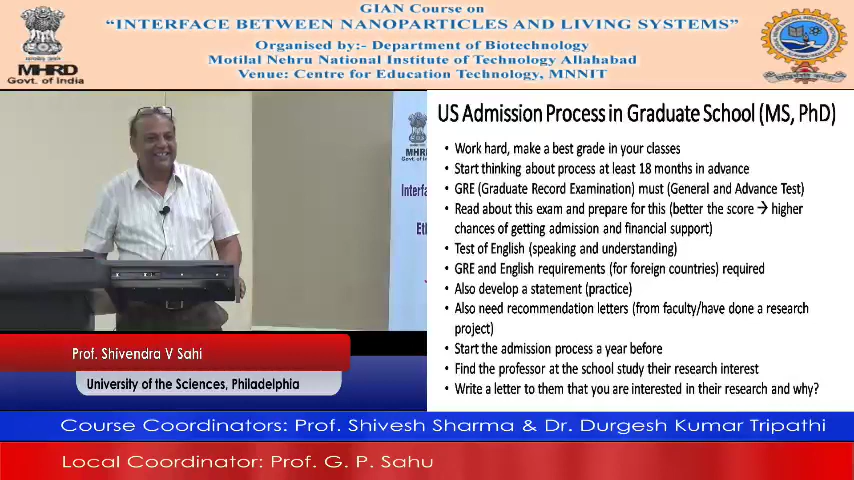 GIAN Course on
“INTERFACE BETWEEN NANOPARTICLES AND LIVING SYSTEMS”
Organised by:- Department of Biotechnology
Motilal Nehru National Institute of Technology Allahabad
Venue: Centre for Education Technology, MNNIT
MHRD
Govt. of India
US Admission Process in Graduate School (MS, PhD)
• Work hard, make a best grade in your classes
• Start thinking about process at least 18 months in advance
• GRE (Graduate Record Examination) must (General and Advance Test)
• Read about this exam and prepare for this (better the score → higher
chances of getting admission and financial support)
• Test of English (speaking and understanding)
• GRE and English requirements (for foreign countries) required
• Also develop a statement (practice)
• Also need recommendation letters (from faculty/have done a research
project)
• Start the admission process a year before
• Find the professor at the school study their research interest
• Write a letter to them that you are interested in their research and why?
MHR
Govt. of In
Interfa
Eth
Prof. Shivendra V Sahi
University of the Sciences, Philadelphia
Course Coordinators: Prof. Shivesh Sharma & Dr. Durgesh Kumar Tripathi
Local Coordinator: Prof. G. P. Sahu